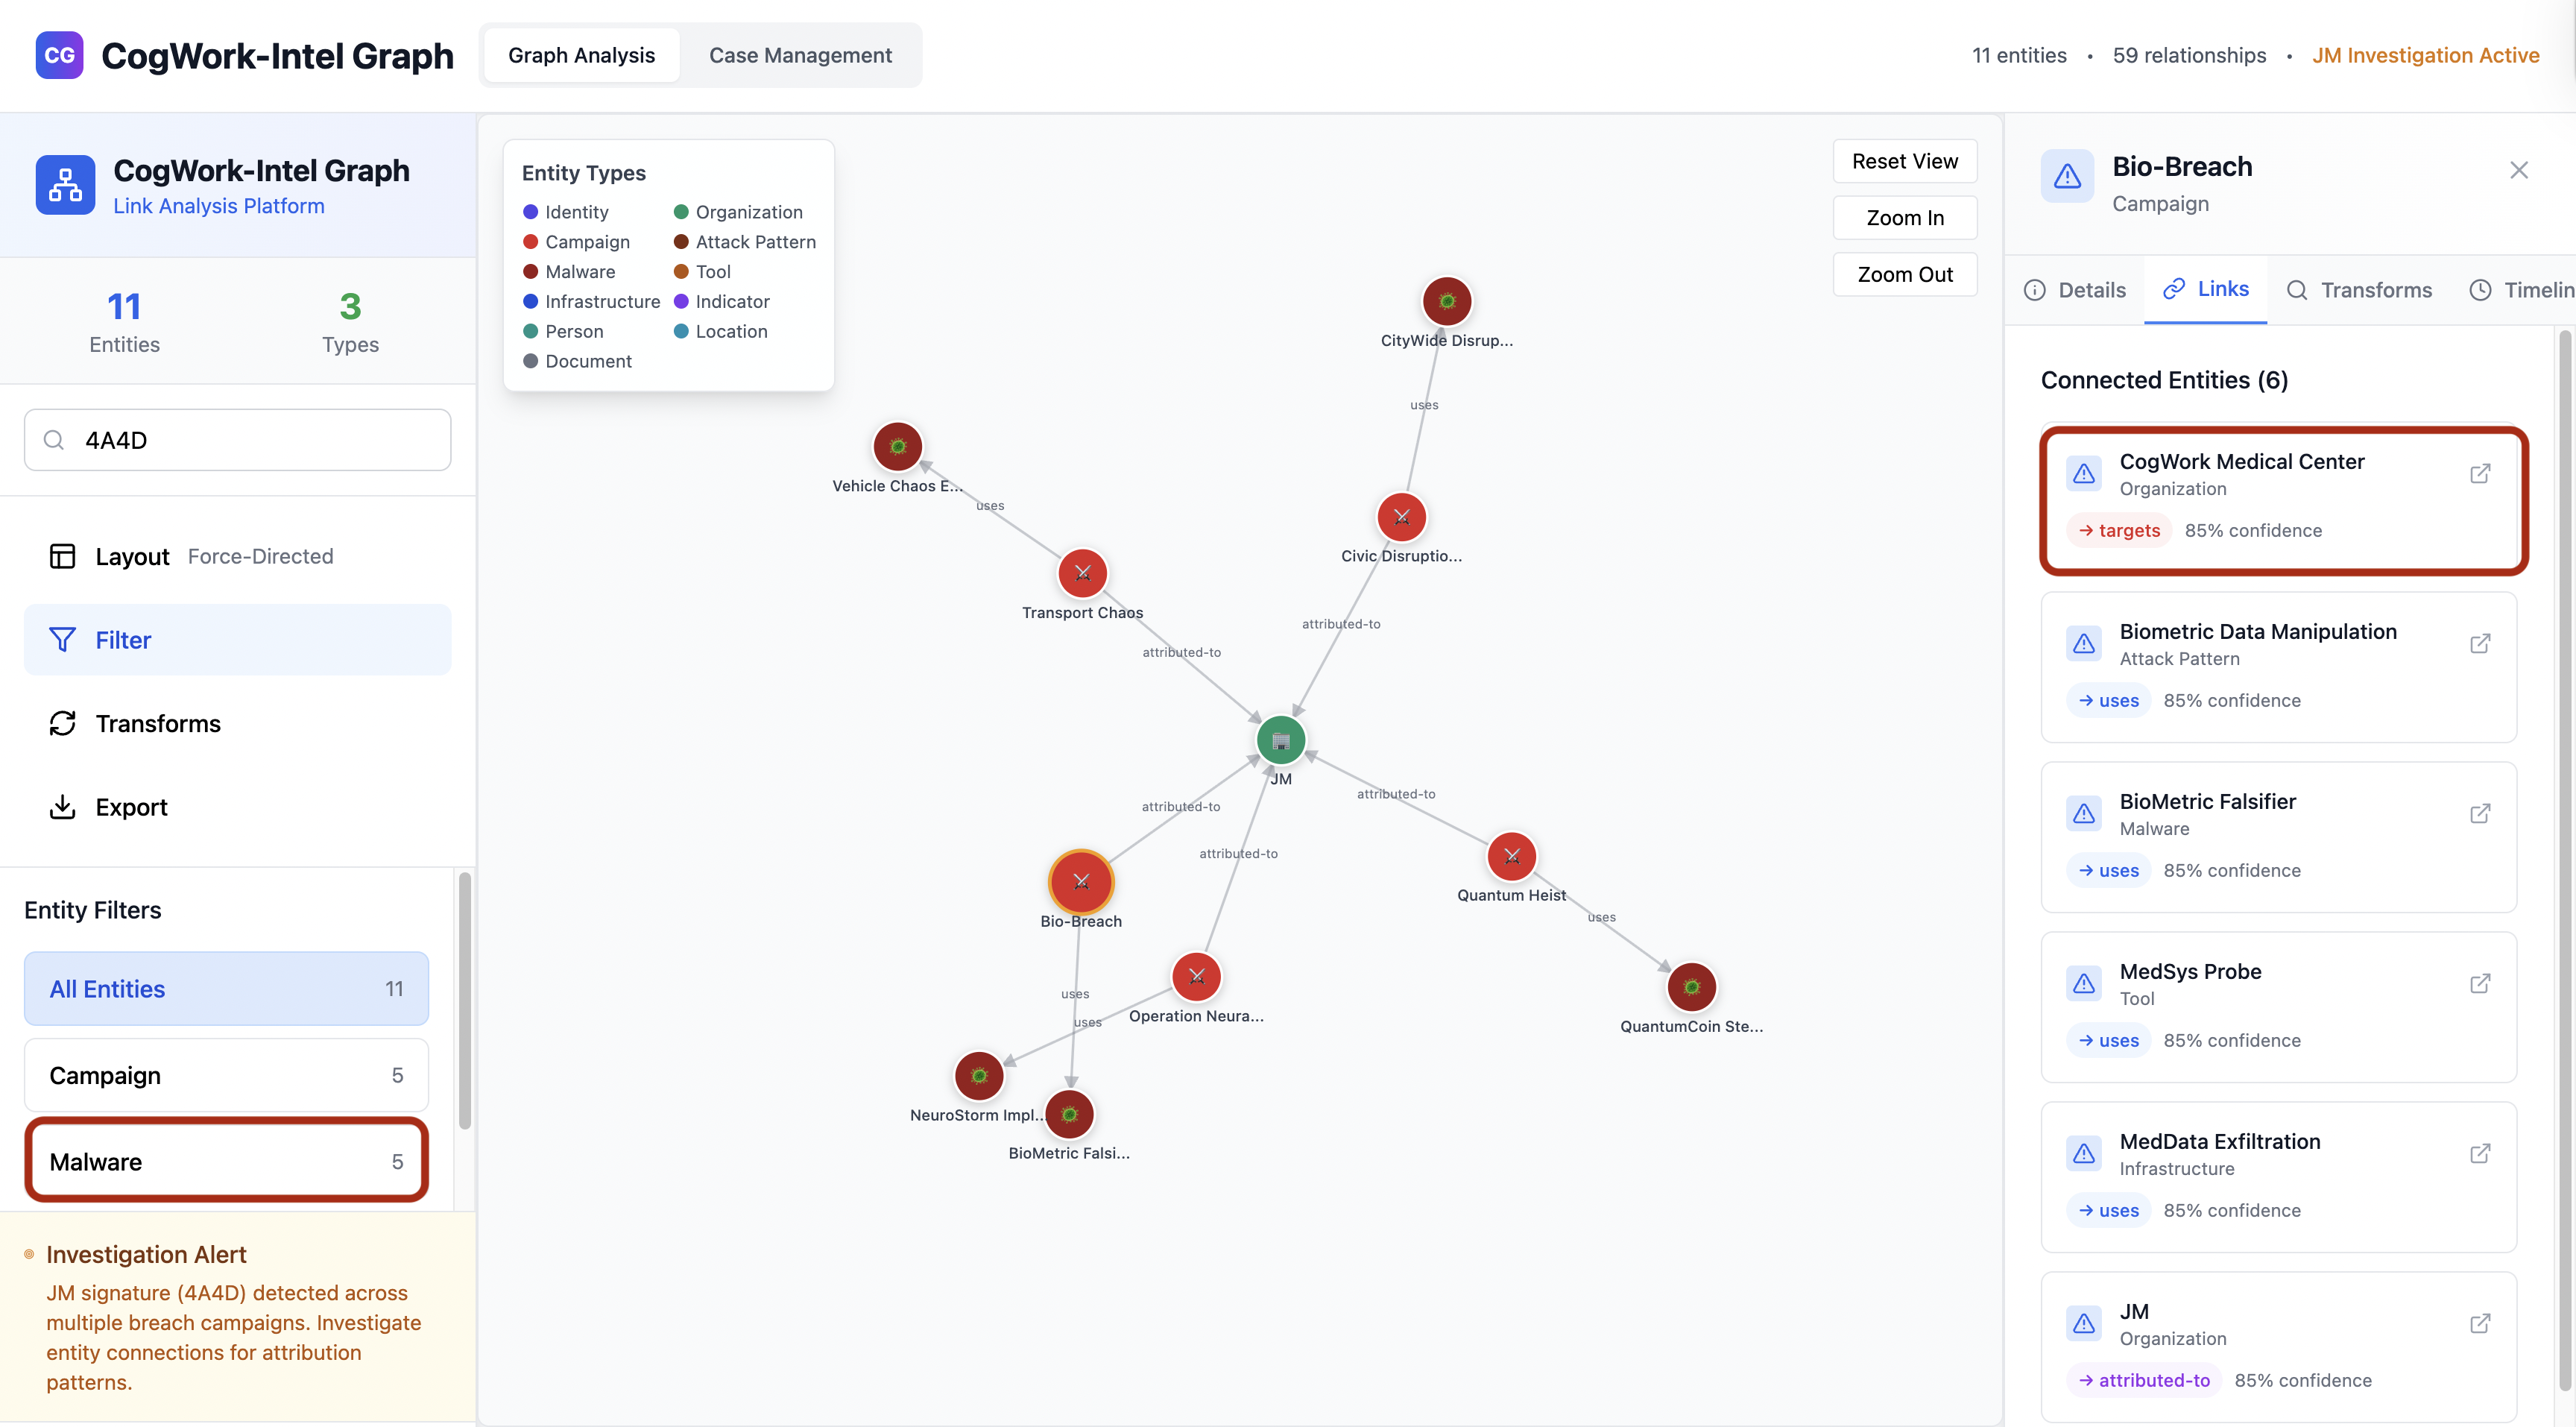 CG
CogWork-Intel Graph
Graph Analysis
Case Management
11 entities • 59 relationships • JM Investigation Active
CogWork-Intel Graph
Link Analysis Platform
11
Entities
3
Types
4A4D
Layout Force-Directed
Filter
Transforms
Export
Entity Filters
All Entities 11
Campaign 5
Malware 5
Investigation Alert
JM signature (4A4D) detected across
multiple breach campaigns. Investigate
entity connections for attribution
patterns.
Entity Types
Identity
Organization
Campaign
Attack Pattern
Malware
Tool
Infrastructure
Indicator
Person
Location
Document
Reset View
Zoom In
Zoom Out
CityWide Disrup...
uses
Vehicle Chaos E...
uses
Civic Disruptio...
Transport Chaos
attributed-to
attributed-to
JM
attributed-to
attributed-to
attributed-to
Quantum Heist
uses
Bio-Breach
uses
Operation Neura...
uses
QuantumCoin Ste...
NeuroStorm Impl...
BioMetric Falsi...
Bio-Breach
Campaign
Details
Links
Transforms
Timelin
Connected Entities (6)
CogWork Medical Center
Organization
→ targets 85% confidence
Biometric Data Manipulation
Attack Pattern
→ uses 85% confidence
BioMetric Falsifier
Malware
→ uses 85% confidence
MedSys Probe
Tool
→ uses 85% confidence
MedData Exfiltration
Infrastructure
→ uses 85% confidence
JM
Organization
→ attributed-to 85% confidence